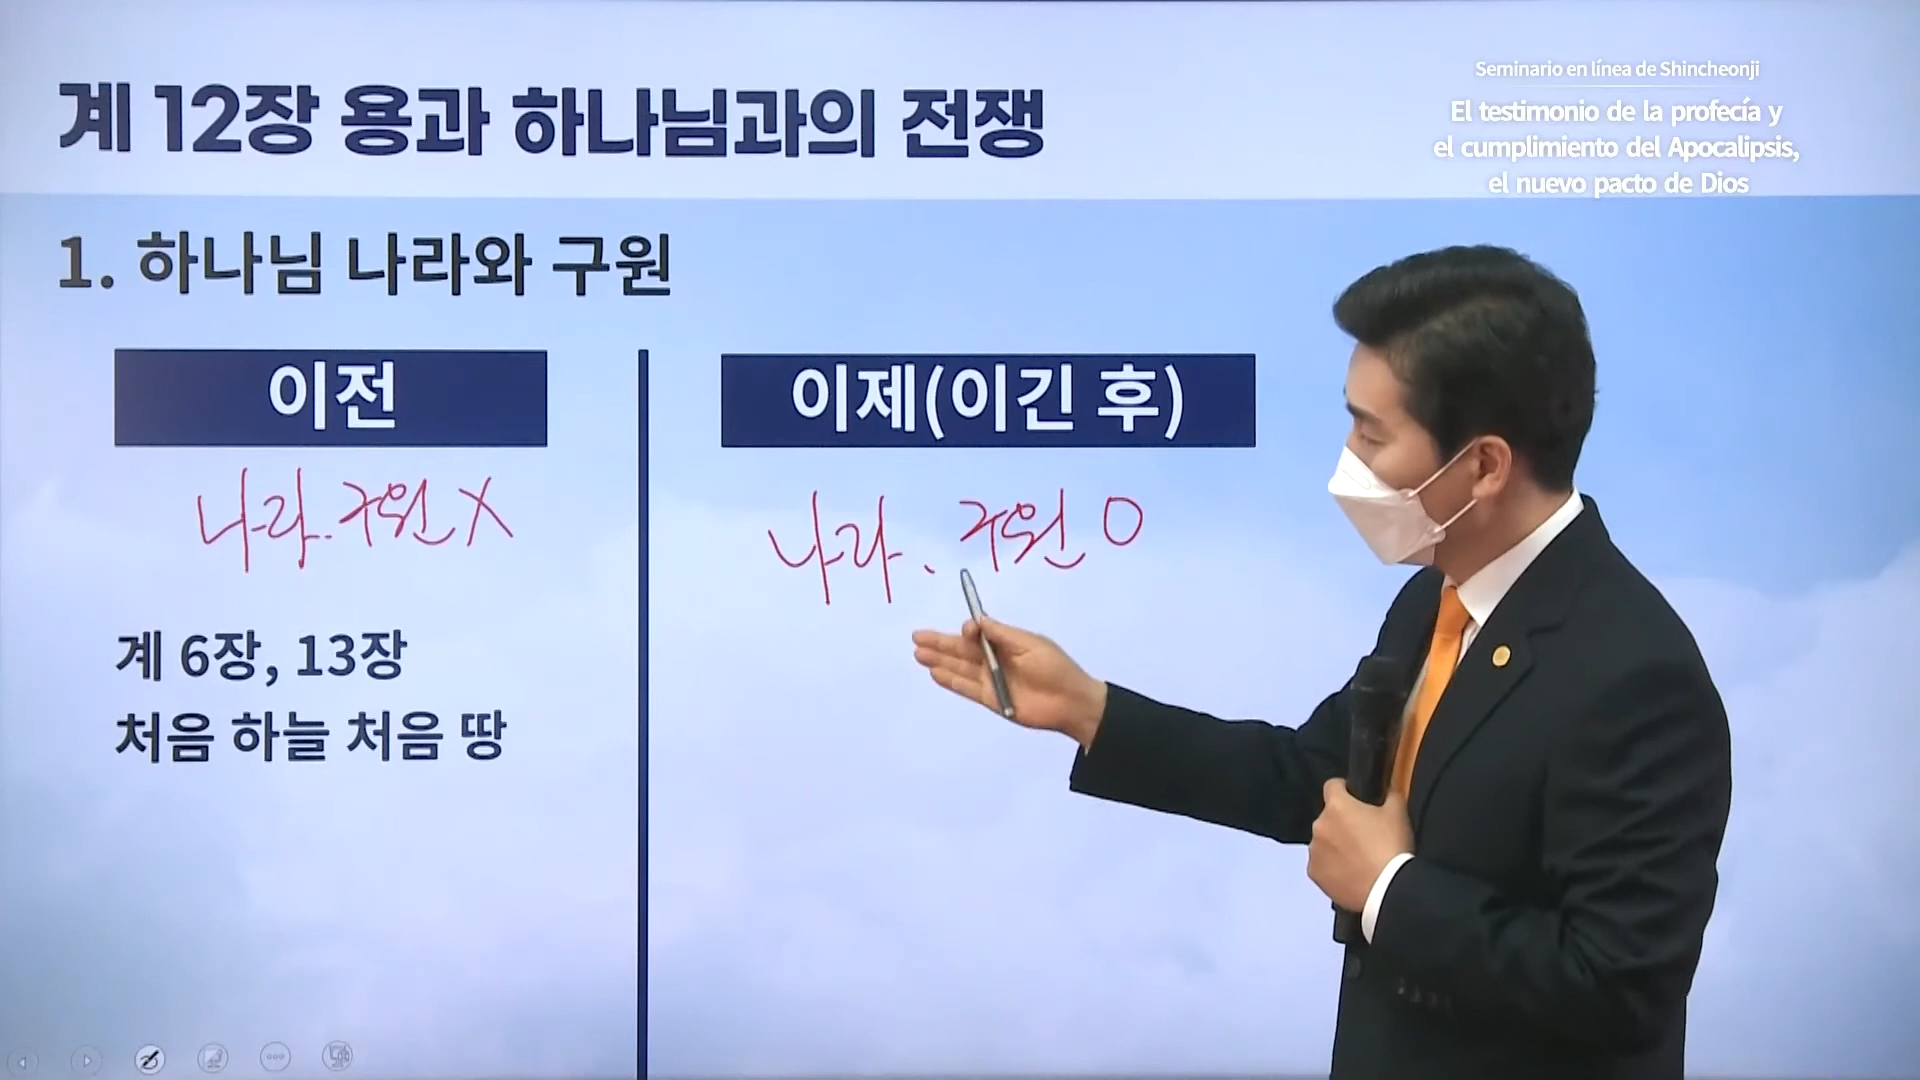 계 12장 용과 하나님과의 전쟁
Seminario en línea de Shincheonji
El testimonio de la profecía y
el cumplimiento del Apocalipsis,
el nuevo pacto de Dios
1. 하나님 나라와 구원
이전
나라.구원 X
계 6장, 13장
처음 하늘 처음 땅
이제(이긴 후)
나라. 구원 O